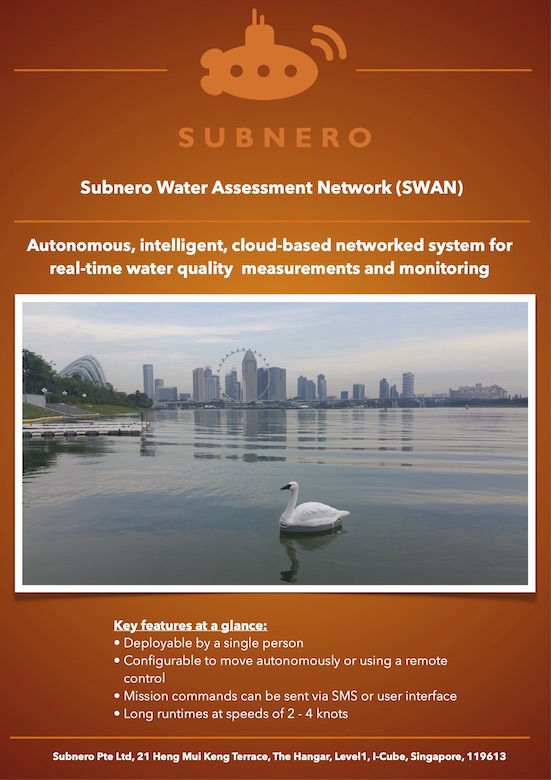 SUBNERO
Subnero Water Assessment Network (SWAN)
Autonomous, intelligent, cloud-based networked system for
real-time water quality measurements and monitoring
Key features at a glance:
• Deployable by a single person
• Configurable to move autonomously or using a remote
control
• Mission commands can be sent via SMS or user interface
• Long runtimes at speeds of 2 - 4 knots
Subnero Pte Ltd, 21 Heng Mui Keng Terrace, The Hangar, Level1, I-Cube, Singapore, 119613